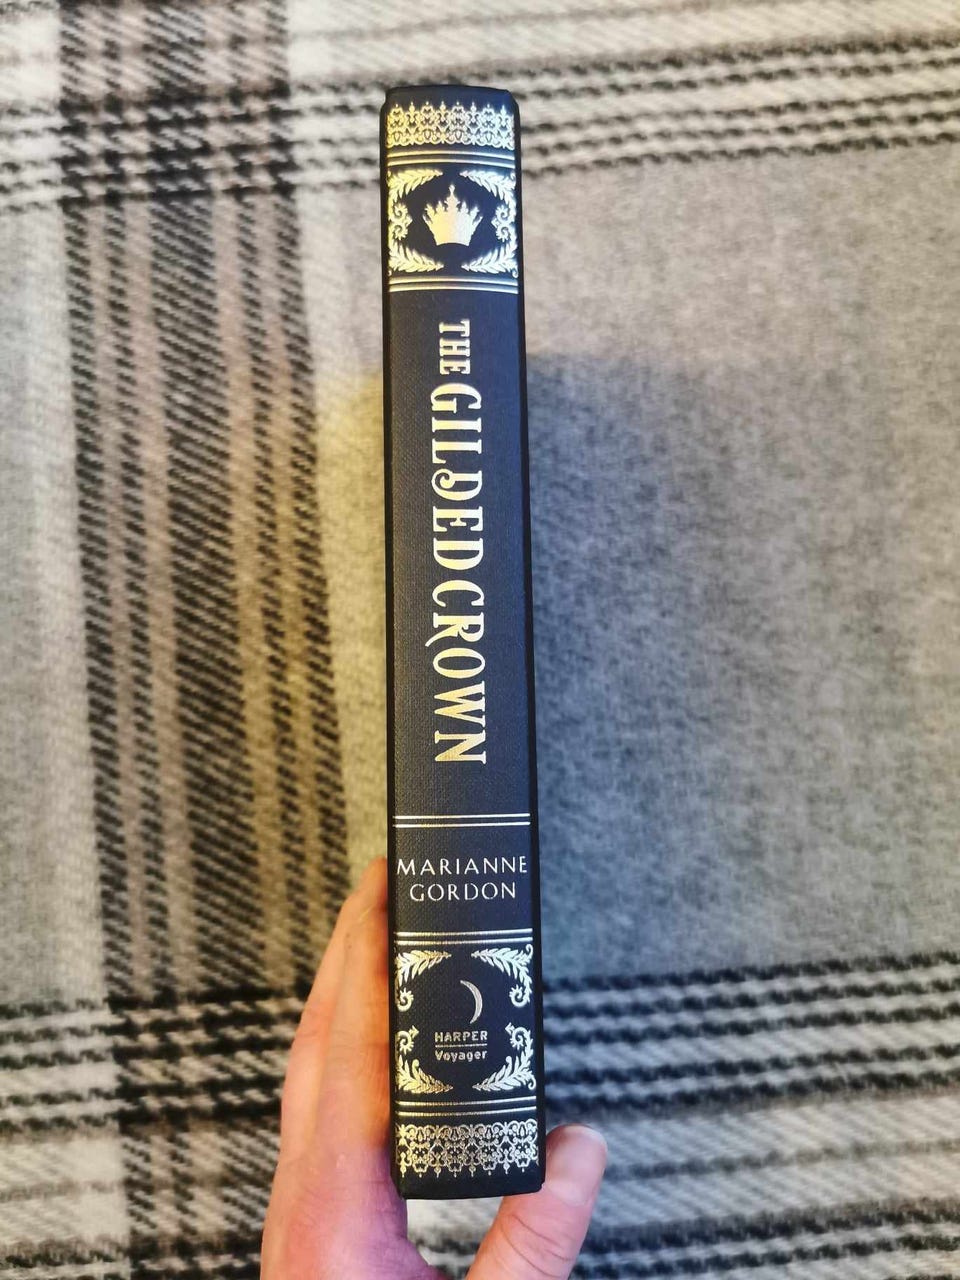 THE GILDED CROWN
MARIANNE
GORDON
HARPER
Voyager